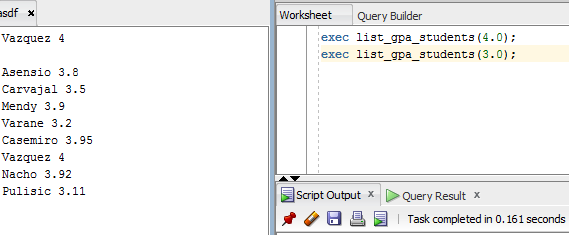 asdf x
Vazquez 4
Asensio 3.8
Carvajal 3.5
Mendy 3.9
Varane 3.2
Casemiro 3.95
Vazquez 4
Nacho 3.92
Pulisic 3.11
Worksheet Query Builder
exec list_gpa_students(4.0);
exec list_gpa_students(3.0);
Script Output x Query Result x
Task completed in 0.161 seconds